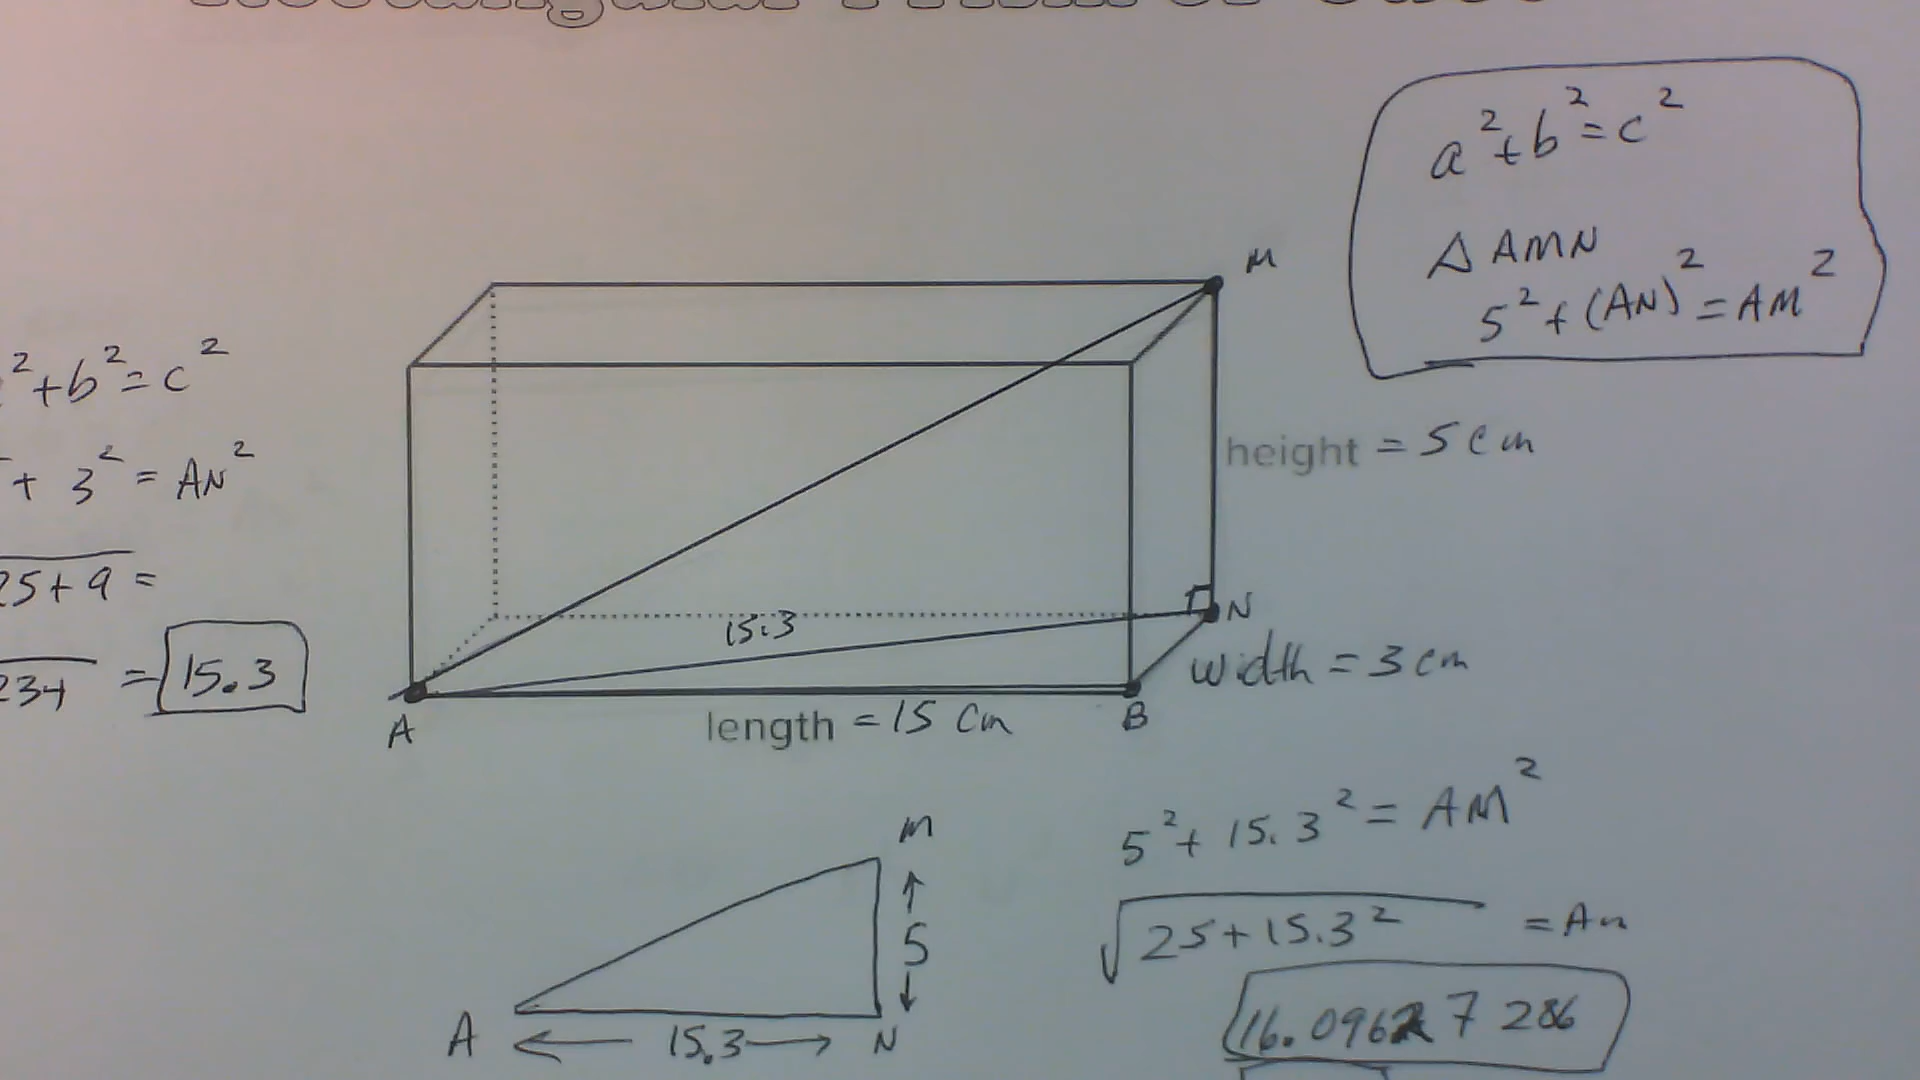 a² + b² = c²
△ AMN
5² + (AN)² = AM²
M
² + b² = c²
+ 3² = AN²
25 + 9 =
234 = 15.3
height = 5 cm
N
15.3
width = 3 cm
A
length = 15 cm
B
5² + 15.3² = AM²
√25 + 15.3² = Am
M
5
A
15.3
N
16.0962 7 286